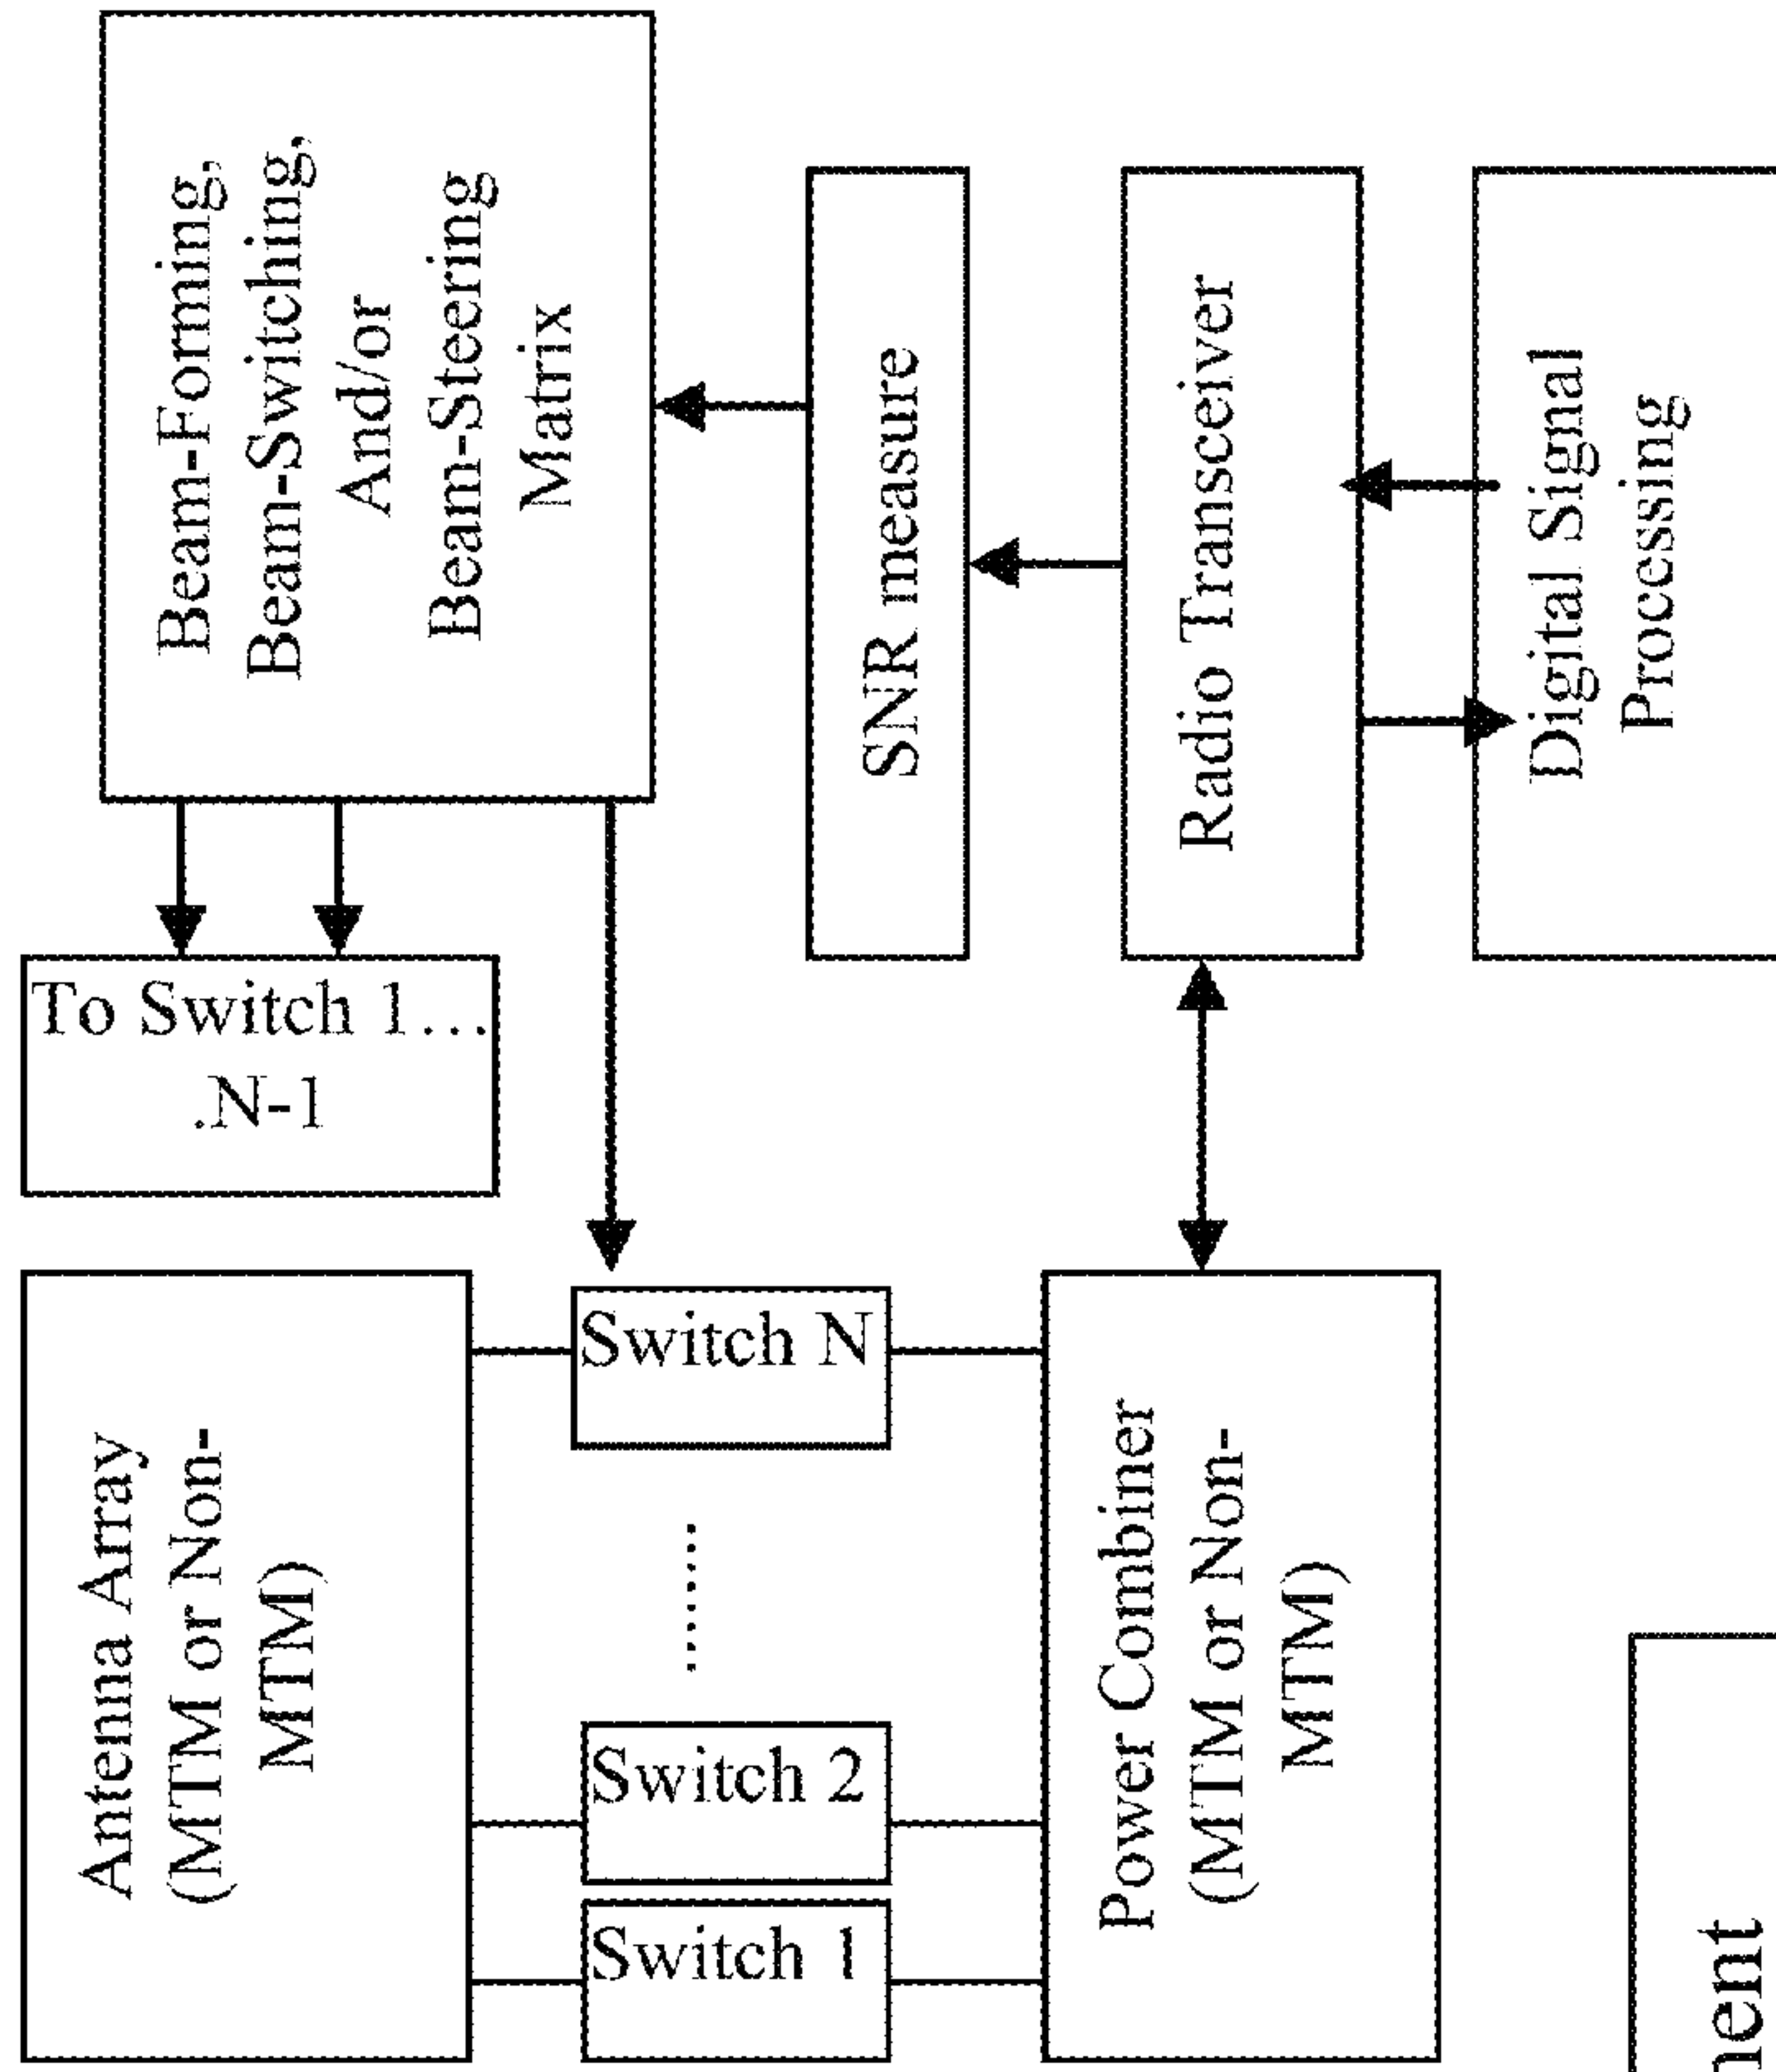 Beam-Forming,
Beam-Switching,
And/or
Beam-Steering
Matrix
To Switch 1…
.N-1
SNR measure
Radio Transceiver
Digital Signal
Processing
Antenna Array
(MTM or Non-
MTM)
Switch N
.......
Switch 2
Switch 1
Power Combiner
(MTM or Non-
MTM)